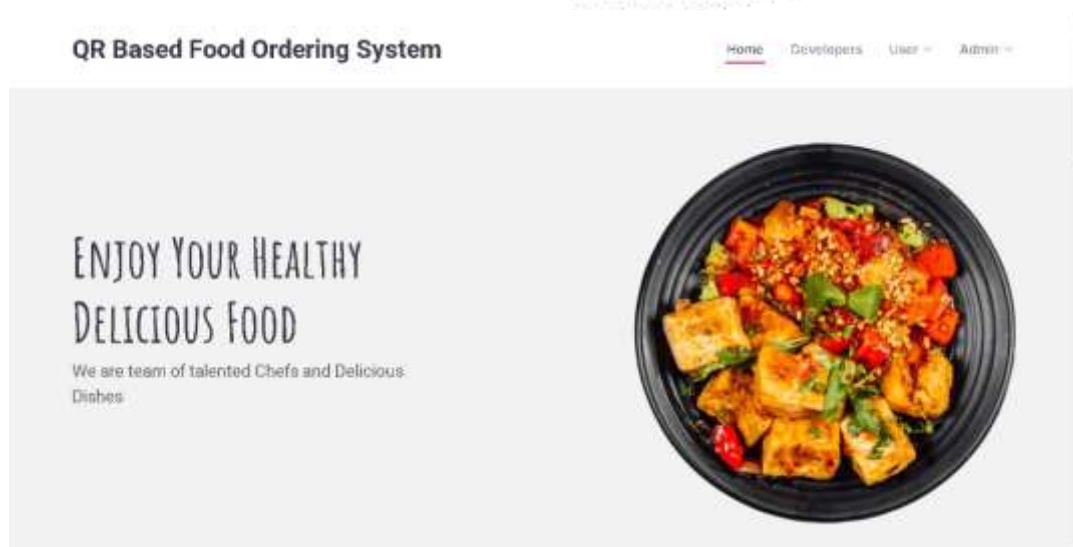 QR Based Food Ordering System
Home Developers User Admin
Enjoy Your Healthy
Delicious Food
We are team of talented Chefs and Delicious
Dishes